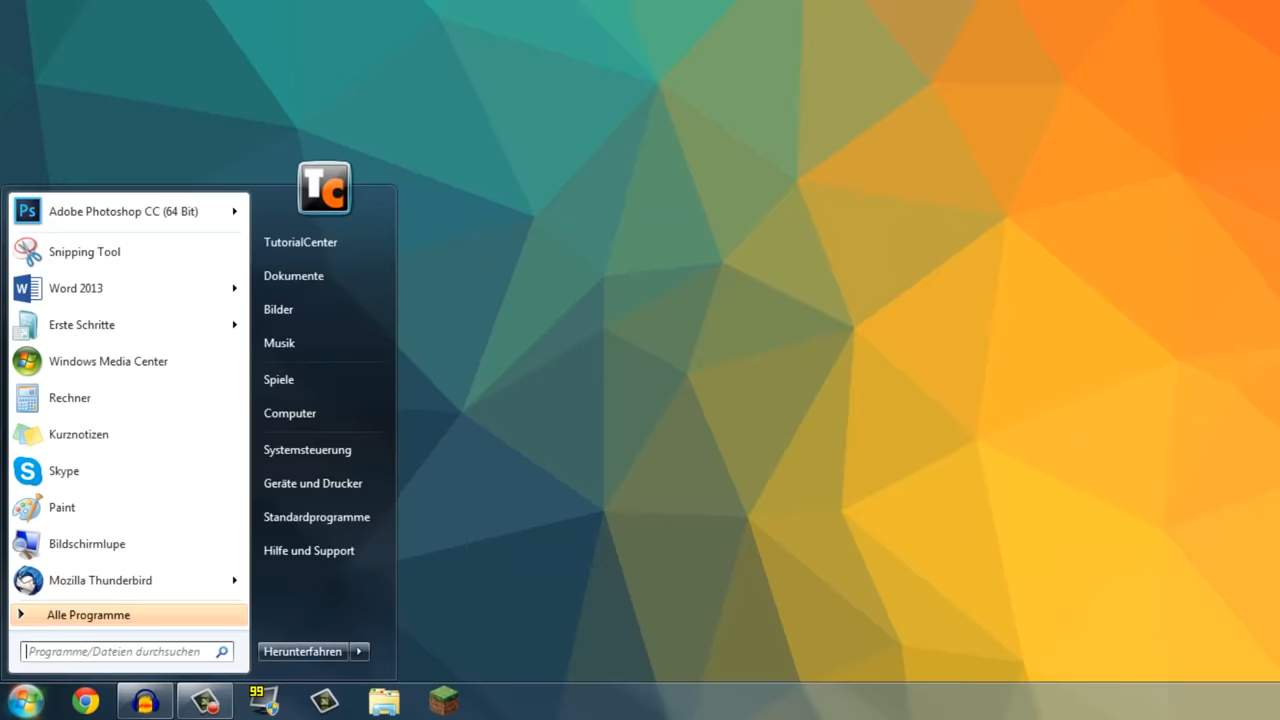 TC
Ps
Adobe Photoshop CC (64 Bit)
Snipping Tool
W
Word 2013
Erste Schritte
Windows Media Center
Rechner
Kurznotizen
S
Skype
Paint
Bildschirmlupe
Mozilla Thunderbird
Alle Programme
Programme/Dateien durchsuchen
TutorialCenter
Dokumente
Bilder
Musik
Spiele
Computer
Systemsteuerung
Geräte und Drucker
Standardprogramme
Hilfe und Support
Herunterfahren
99